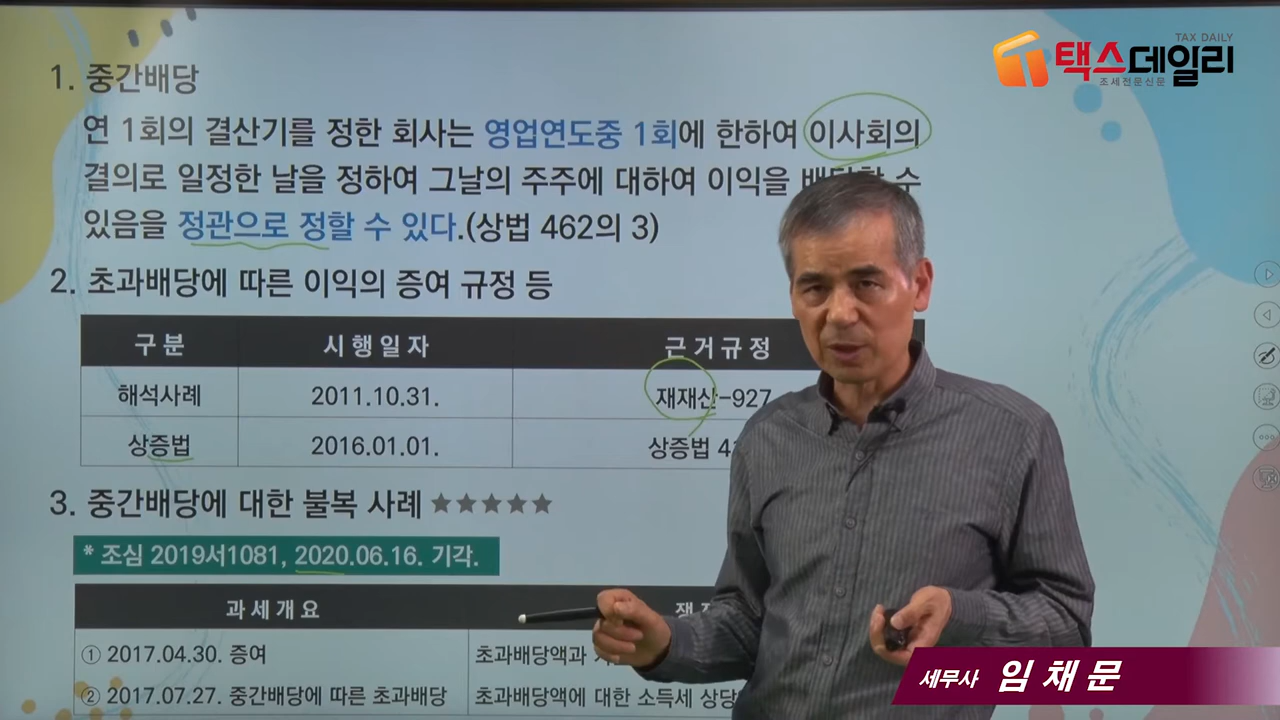 TAX DAILY
택스데일리
조세전문신문
1. 중간배당
연 1회의 결산기를 정한 회사는 영업연도중 1회에 한하여 이사회의
결의로 일정한 날을 정하여 그날의 주주에 대하여 이익을 배당할 수
있음을 정관으로 정할 수 있다.(상법 462의 3)
2. 초과배당에 따른 이익의 증여 규정 등
구분 시행일자 근거규정
해석사례 2011.10.31. 재재산-927
상증법 2016.01.01. 상증법
3. 중간배당에 대한 불복 사례 ★★★★★
* 조심 2019서1081, 2020.06.16. 기각.
과세개요
① 2017.04.30. 증여 초과배당액과
② 2017.07.27. 중간배당에 따른 초과배당 초과배당액에 대한 소득세 상당
세무사 임채문